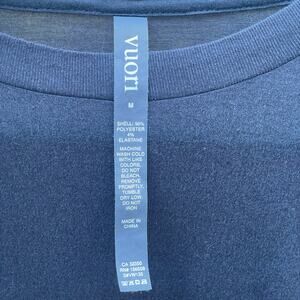 vuori
M
SHELL: 96%
POLYESTER
4%
ELASTANE
MACHINE
WASH COLD
WITH LIKE
COLORS,
DO NOT
BLEACH,
REMOVE
PROMPTLY,
TUMBLE
DRY LOW,
DO NOT
IRON
MADE IN
CHINA